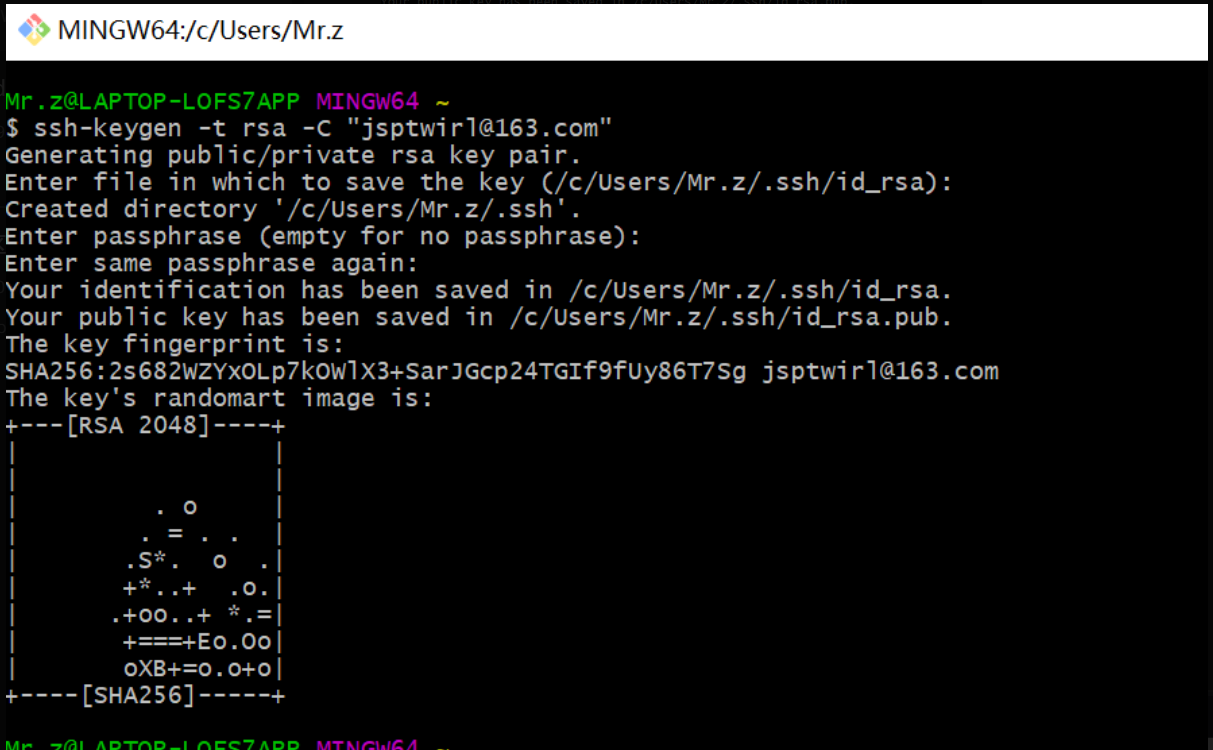 MINGW64:/c/Users/Mr.z
Mr.z@LAPTOP-LOFS7APP MINGW64 ~
$ ssh-keygen -t rsa -C "jsptwirl@163.com"
Generating public/private rsa key pair.
Enter file in which to save the key (/c/Users/Mr.z/.ssh/id_rsa):
Created directory '/c/Users/Mr.z/.ssh'.
Enter passphrase (empty for no passphrase):
Enter same passphrase again:
Your identification has been saved in /c/Users/Mr.z/.ssh/id_rsa.
Your public key has been saved in /c/Users/Mr.z/.ssh/id_rsa.pub.
The key fingerprint is:
SHA256:2s682WZYxOLp7kOWlX3+SarJGcp24TGIf9fUy86T7Sg jsptwirl@163.com
The key's randomart image is:
+---[RSA 2048]----+
|                 |
|                 |
|         . o     |
|        . = . .  |
|       .S*.  o  .|
|       +*..+  .o.|
|      .+oo..+ *.=|
|       +===+Eo.Oo|
|       oXB+=o.o+o|
+----[SHA256]-----+
Mr.z@LAPTOP-LOFS7APP MINGW64 ~